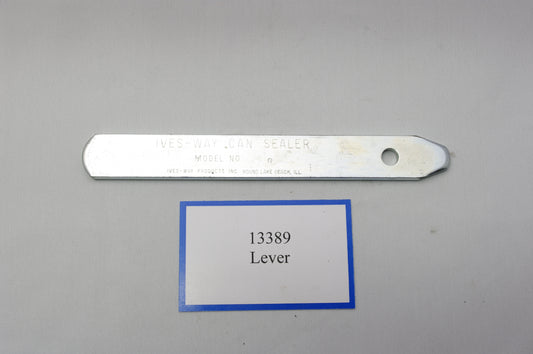 IVES-WAY CAN SEALER
MODEL NO.
IVES-WAY PRODUCTS INC. ROUND LAKE BEACH, ILL
13389
Lever